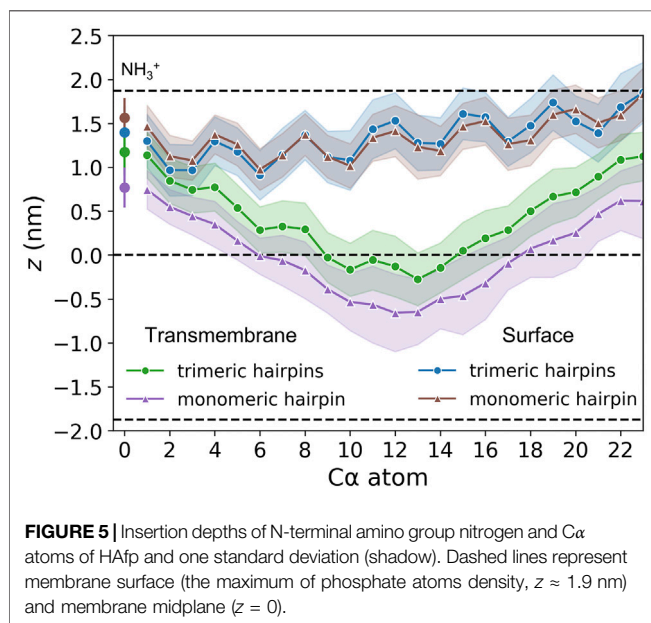 2.5
2.0
1.5
1.0
0.5
0.0
−0.5
−1.0
−1.5
−2.0
z (nm)
NH₃⁺
Transmembrane
trimeric hairpins
monomeric hairpin
Surface
trimeric hairpins
monomeric hairpin
0 2 4 6 8 10 12 14 16 18 20 22
Cα atom
FIGURE 5 | Insertion depths of N-terminal amino group nitrogen and Cα
atoms of HAfp and one standard deviation (shadow). Dashed lines represent
membrane surface (the maximum of phosphate atoms density, z ≈ 1.9 nm)
and membrane midplane (z = 0).